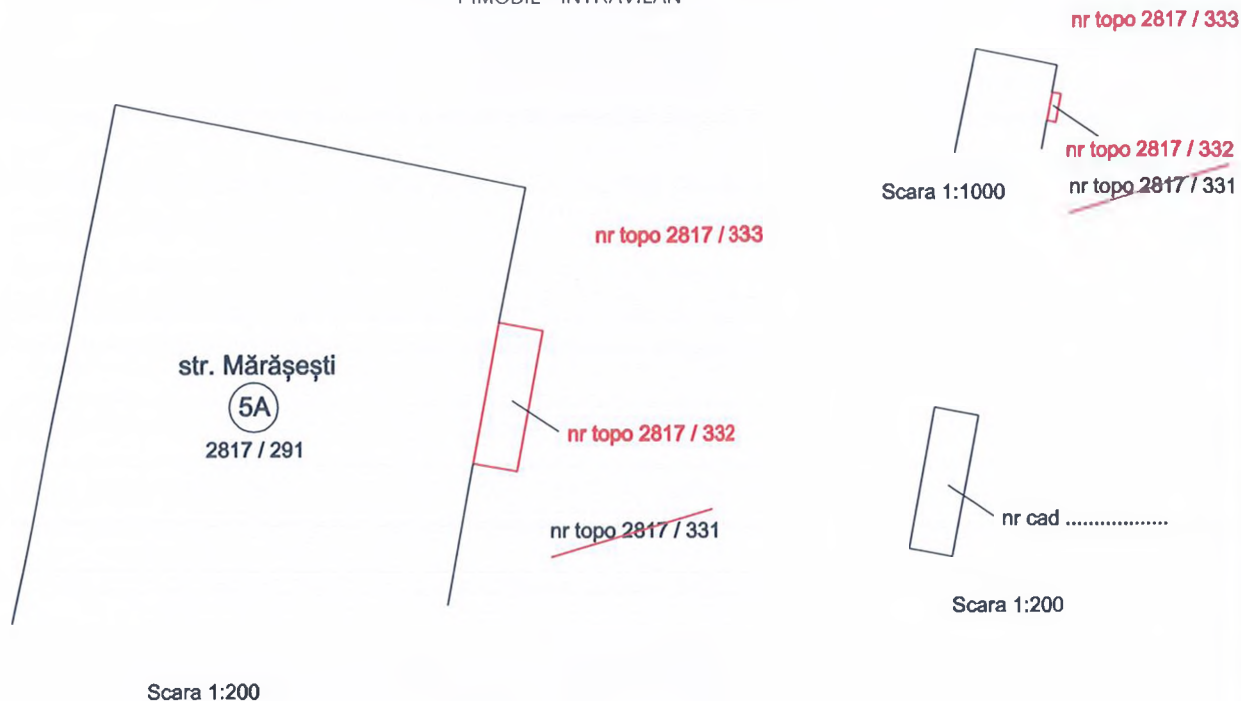 IMOBIL - INTRAVILAN
nr topo 2817 / 333
nr topo 2817 / 332
nr topo 2817 / 331
Scara 1:1000
nr topo 2817 / 333
str. Mărășești
5A
2817 / 291
nr topo 2817 / 332
nr topo 2817 / 331
nr cad ..................
Scara 1:200
Scara 1:200